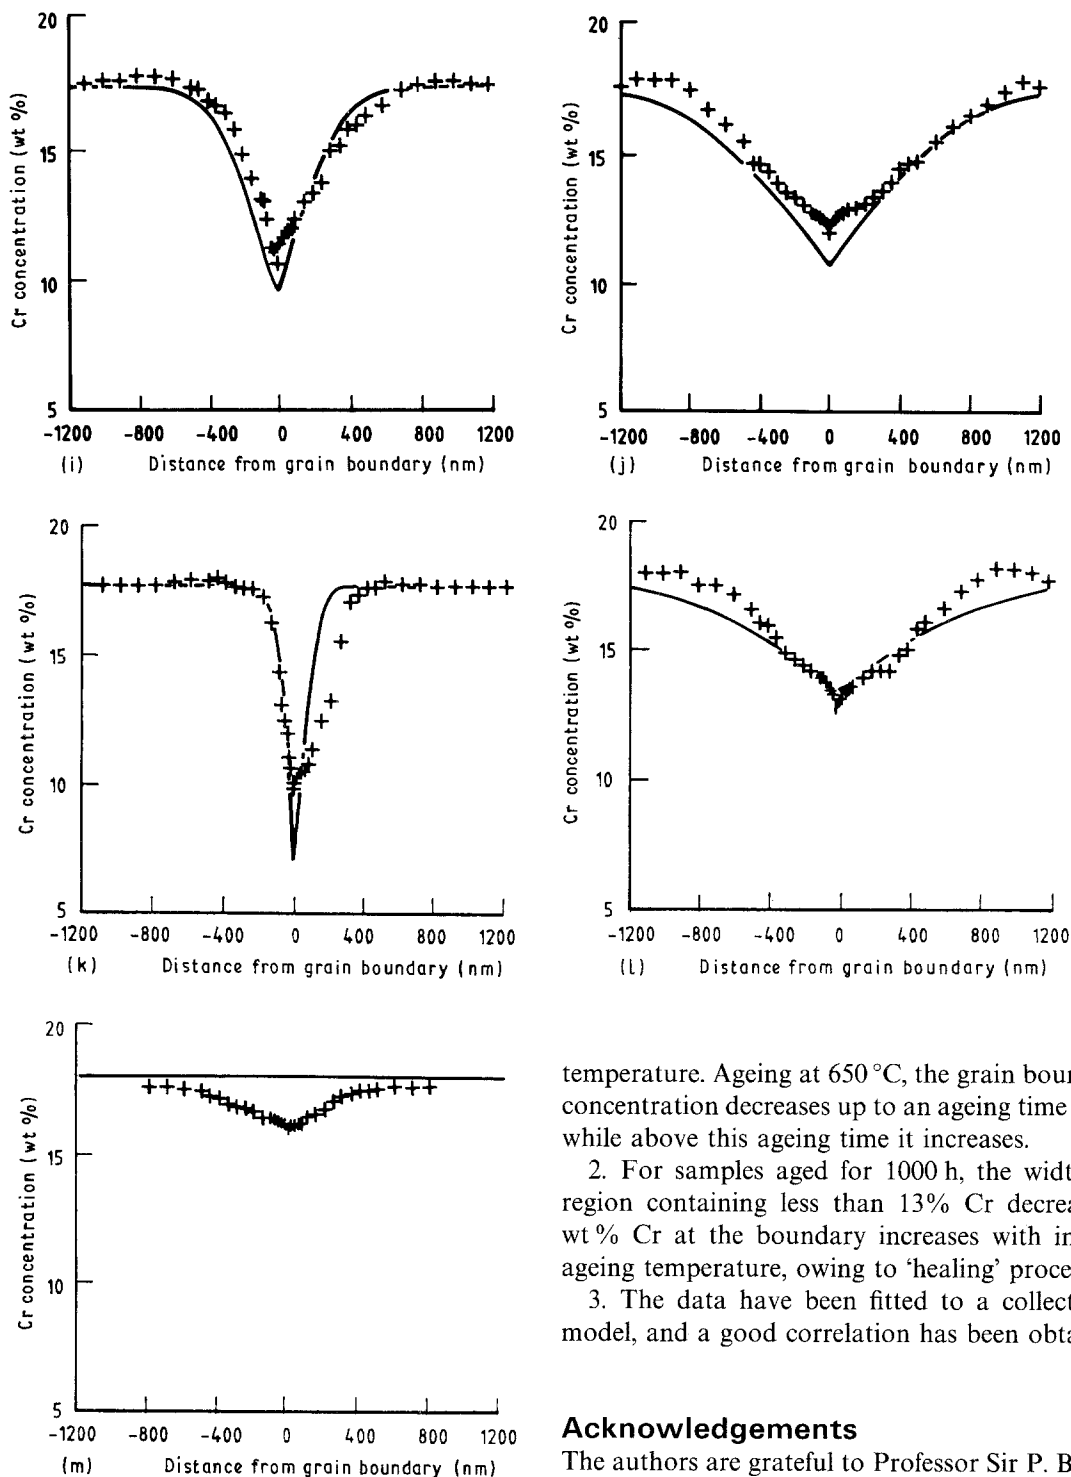 20
15
10
5
Cr concentration (wt %)
-1200 -800 -400 0 400 800 1200
(i) Distance from grain boundary (nm)
20
15
10
5
Cr concentration (wt %)
-1200 -800 -400 0 400 800 1200
(j) Distance from grain boundary (nm)
20
15
10
5
Cr concentration (wt %)
-1200 -800 -400 0 400 800 1200
(k) Distance from grain boundary (nm)
20
15
10
5
Cr concentration (wt %)
-1200 -800 -400 0 400 800 1200
(l) Distance from grain boundary (nm)
20
15
10
5
Cr concentration (wt %)
-1200 -800 -400 0 400 800 1200
(m) Distance from grain boundary (nm)
temperature. Ageing at 650 °C, the grain boun
concentration decreases up to an ageing time
while above this ageing time it increases.
2. For samples aged for 1000 h, the widt
region containing less than 13% Cr decrea
wt % Cr at the boundary increases with in
ageing temperature, owing to ‘healing’ proce
3. The data have been fitted to a collect
model, and a good correlation has been obta
Acknowledgements
The authors are grateful to Professor Sir P. B